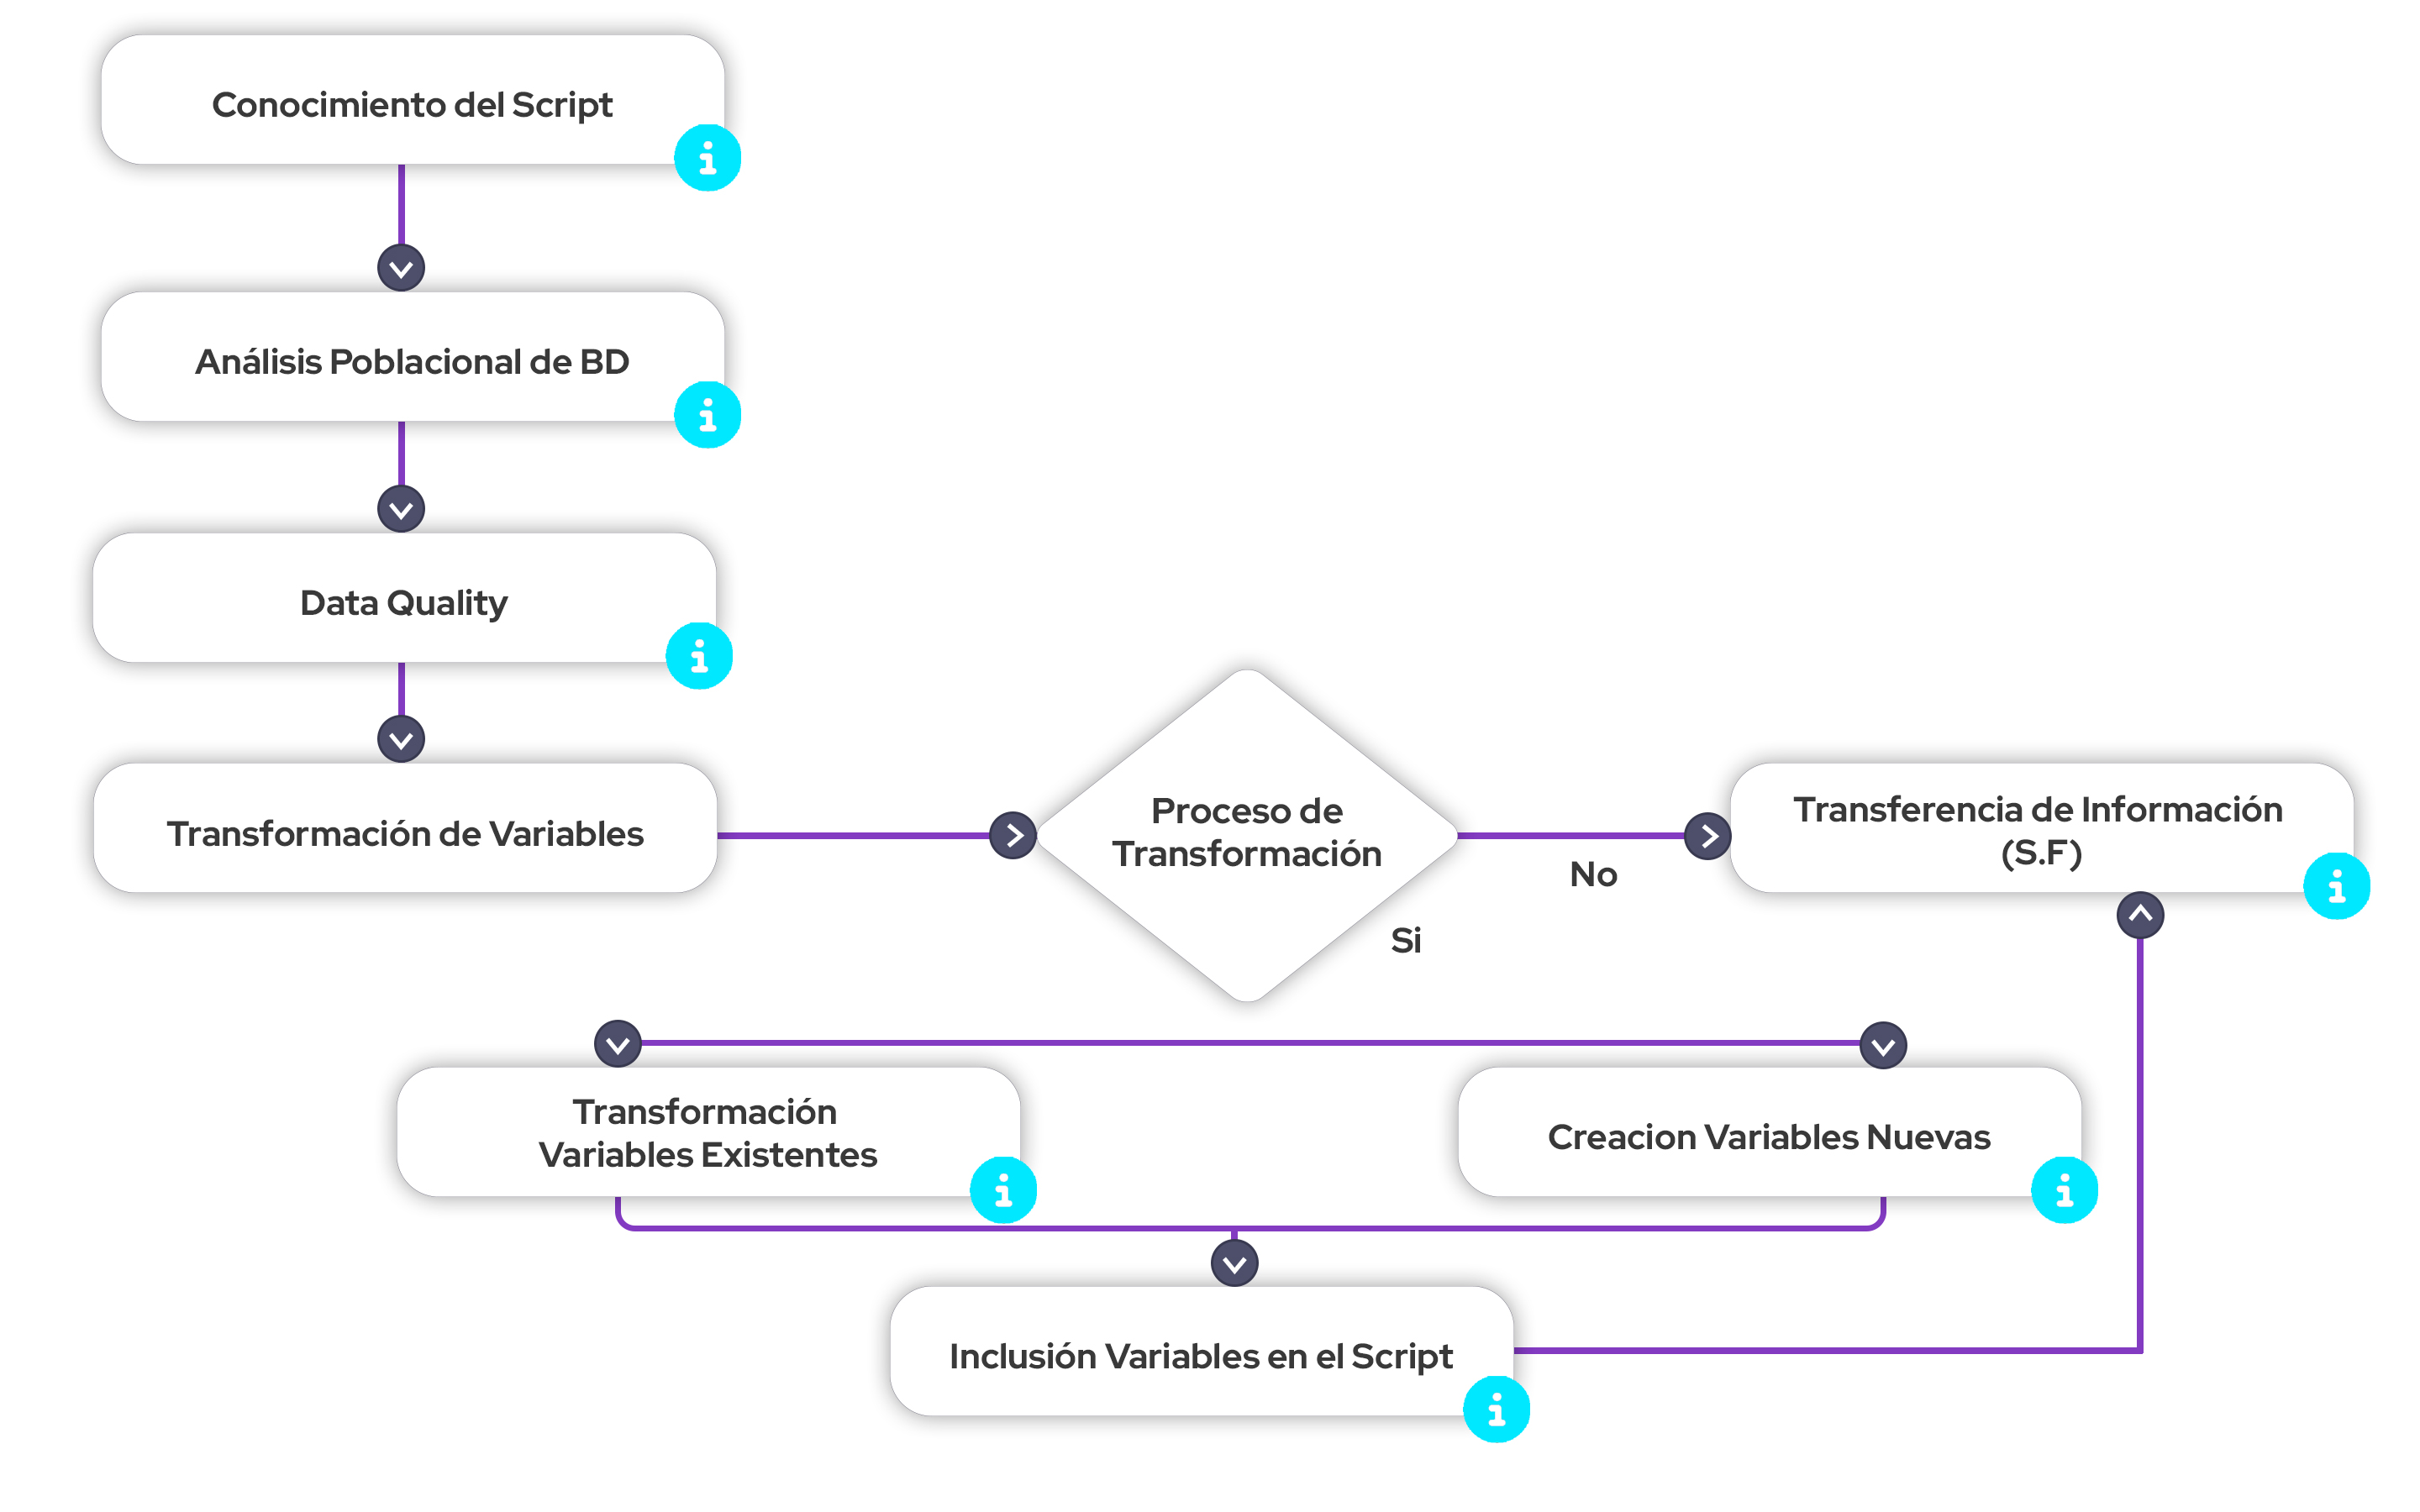 Conocimiento del Script
Análisis Poblacional de BD
Data Quality
Transformación de Variables
Proceso de
Transformación
No
Si
Transferencia de Información
(S.F)
Transformación
Variables Existentes
Creacion Variables Nuevas
Inclusión Variables en el Script